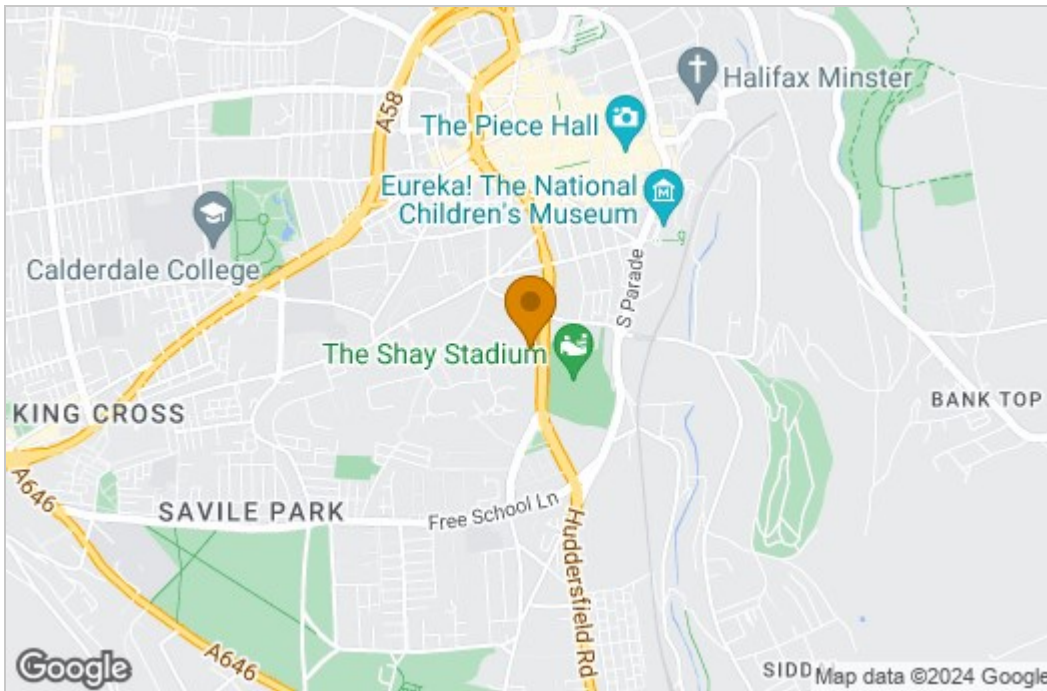 A58
Halifax Minster
The Piece Hall
Eureka! The National
Children's Museum
Calderdale College
S Parade
The Shay Stadium
KING CROSS
BANK TOP
A646
SAVILE PARK
Free School Ln
Huddersfield Rd
A646
Google
SIDD
Map data ©2024 Google